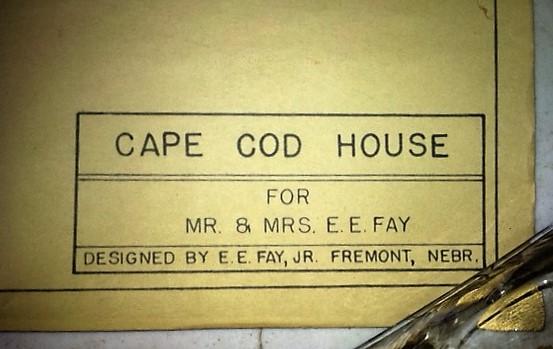 CAPE COD HOUSE
FOR
MR. & MRS. E. E. FAY
DESIGNED BY E. E. FAY, JR. FREMONT, NEBR.